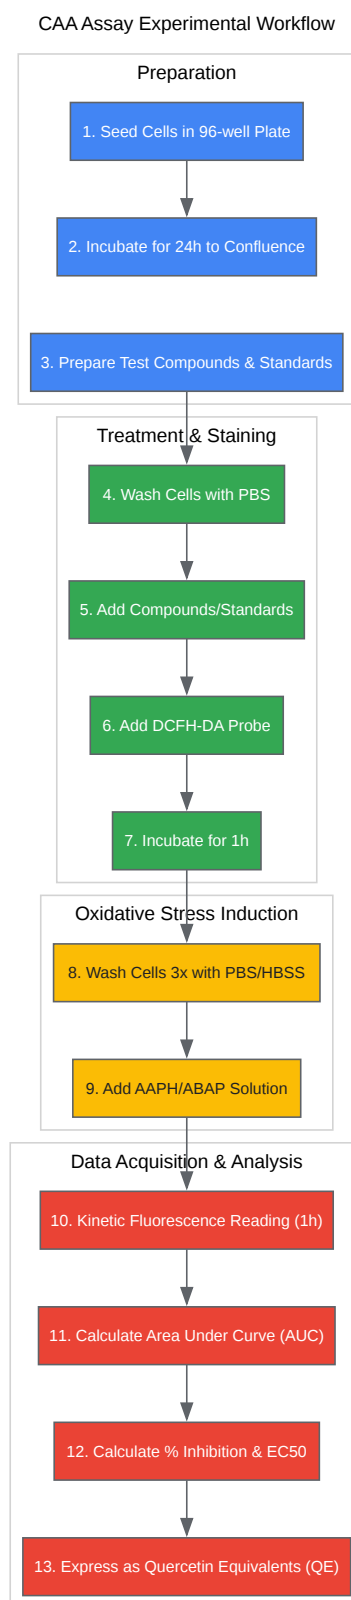 CAA Assay Experimental Workflow
Preparation
1. Seed Cells in 96-well Plate
2. Incubate for 24h to Confluence
3. Prepare Test Compounds & Standards
Treatment & Staining
4. Wash Cells with PBS
5. Add Compounds/Standards
6. Add DCFH-DA Probe
7. Incubate for 1h
Oxidative Stress Induction
8. Wash Cells 3x with PBS/HBSS
9. Add AAPH/ABAP Solution
Data Acquisition & Analysis
10. Kinetic Fluorescence Reading (1h)
11. Calculate Area Under Curve (AUC)
12. Calculate % Inhibition & EC50
13. Express as Quercetin Equivalents (QE)